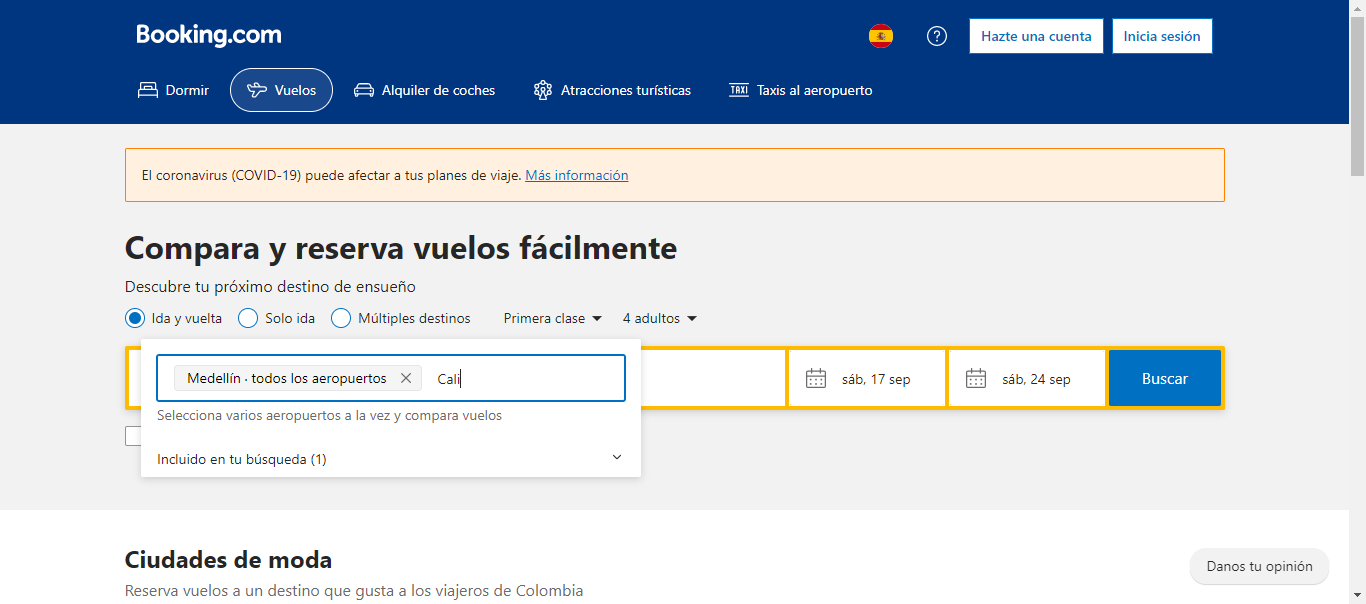 Booking.com
Hazte una cuenta
Inicia sesión
Dormir
Vuelos
Alquiler de coches
Atracciones turísticas
TAXI Taxis al aeropuerto
El coronavirus (COVID-19) puede afectar a tus planes de viaje. Más información
Compara y reserva vuelos fácilmente
Descubre tu próximo destino de ensueño
Ida y vuelta
Solo ida
Múltiples destinos
Primera clase
4 adultos
Medellín · todos los aeropuertos
Cali
sáb, 17 sep
sáb, 24 sep
Buscar
Selecciona varios aeropuertos a la vez y compara vuelos
Incluido en tu búsqueda (1)
Ciudades de moda
Reserva vuelos a un destino que gusta a los viajeros de Colombia
Danos tu opinión